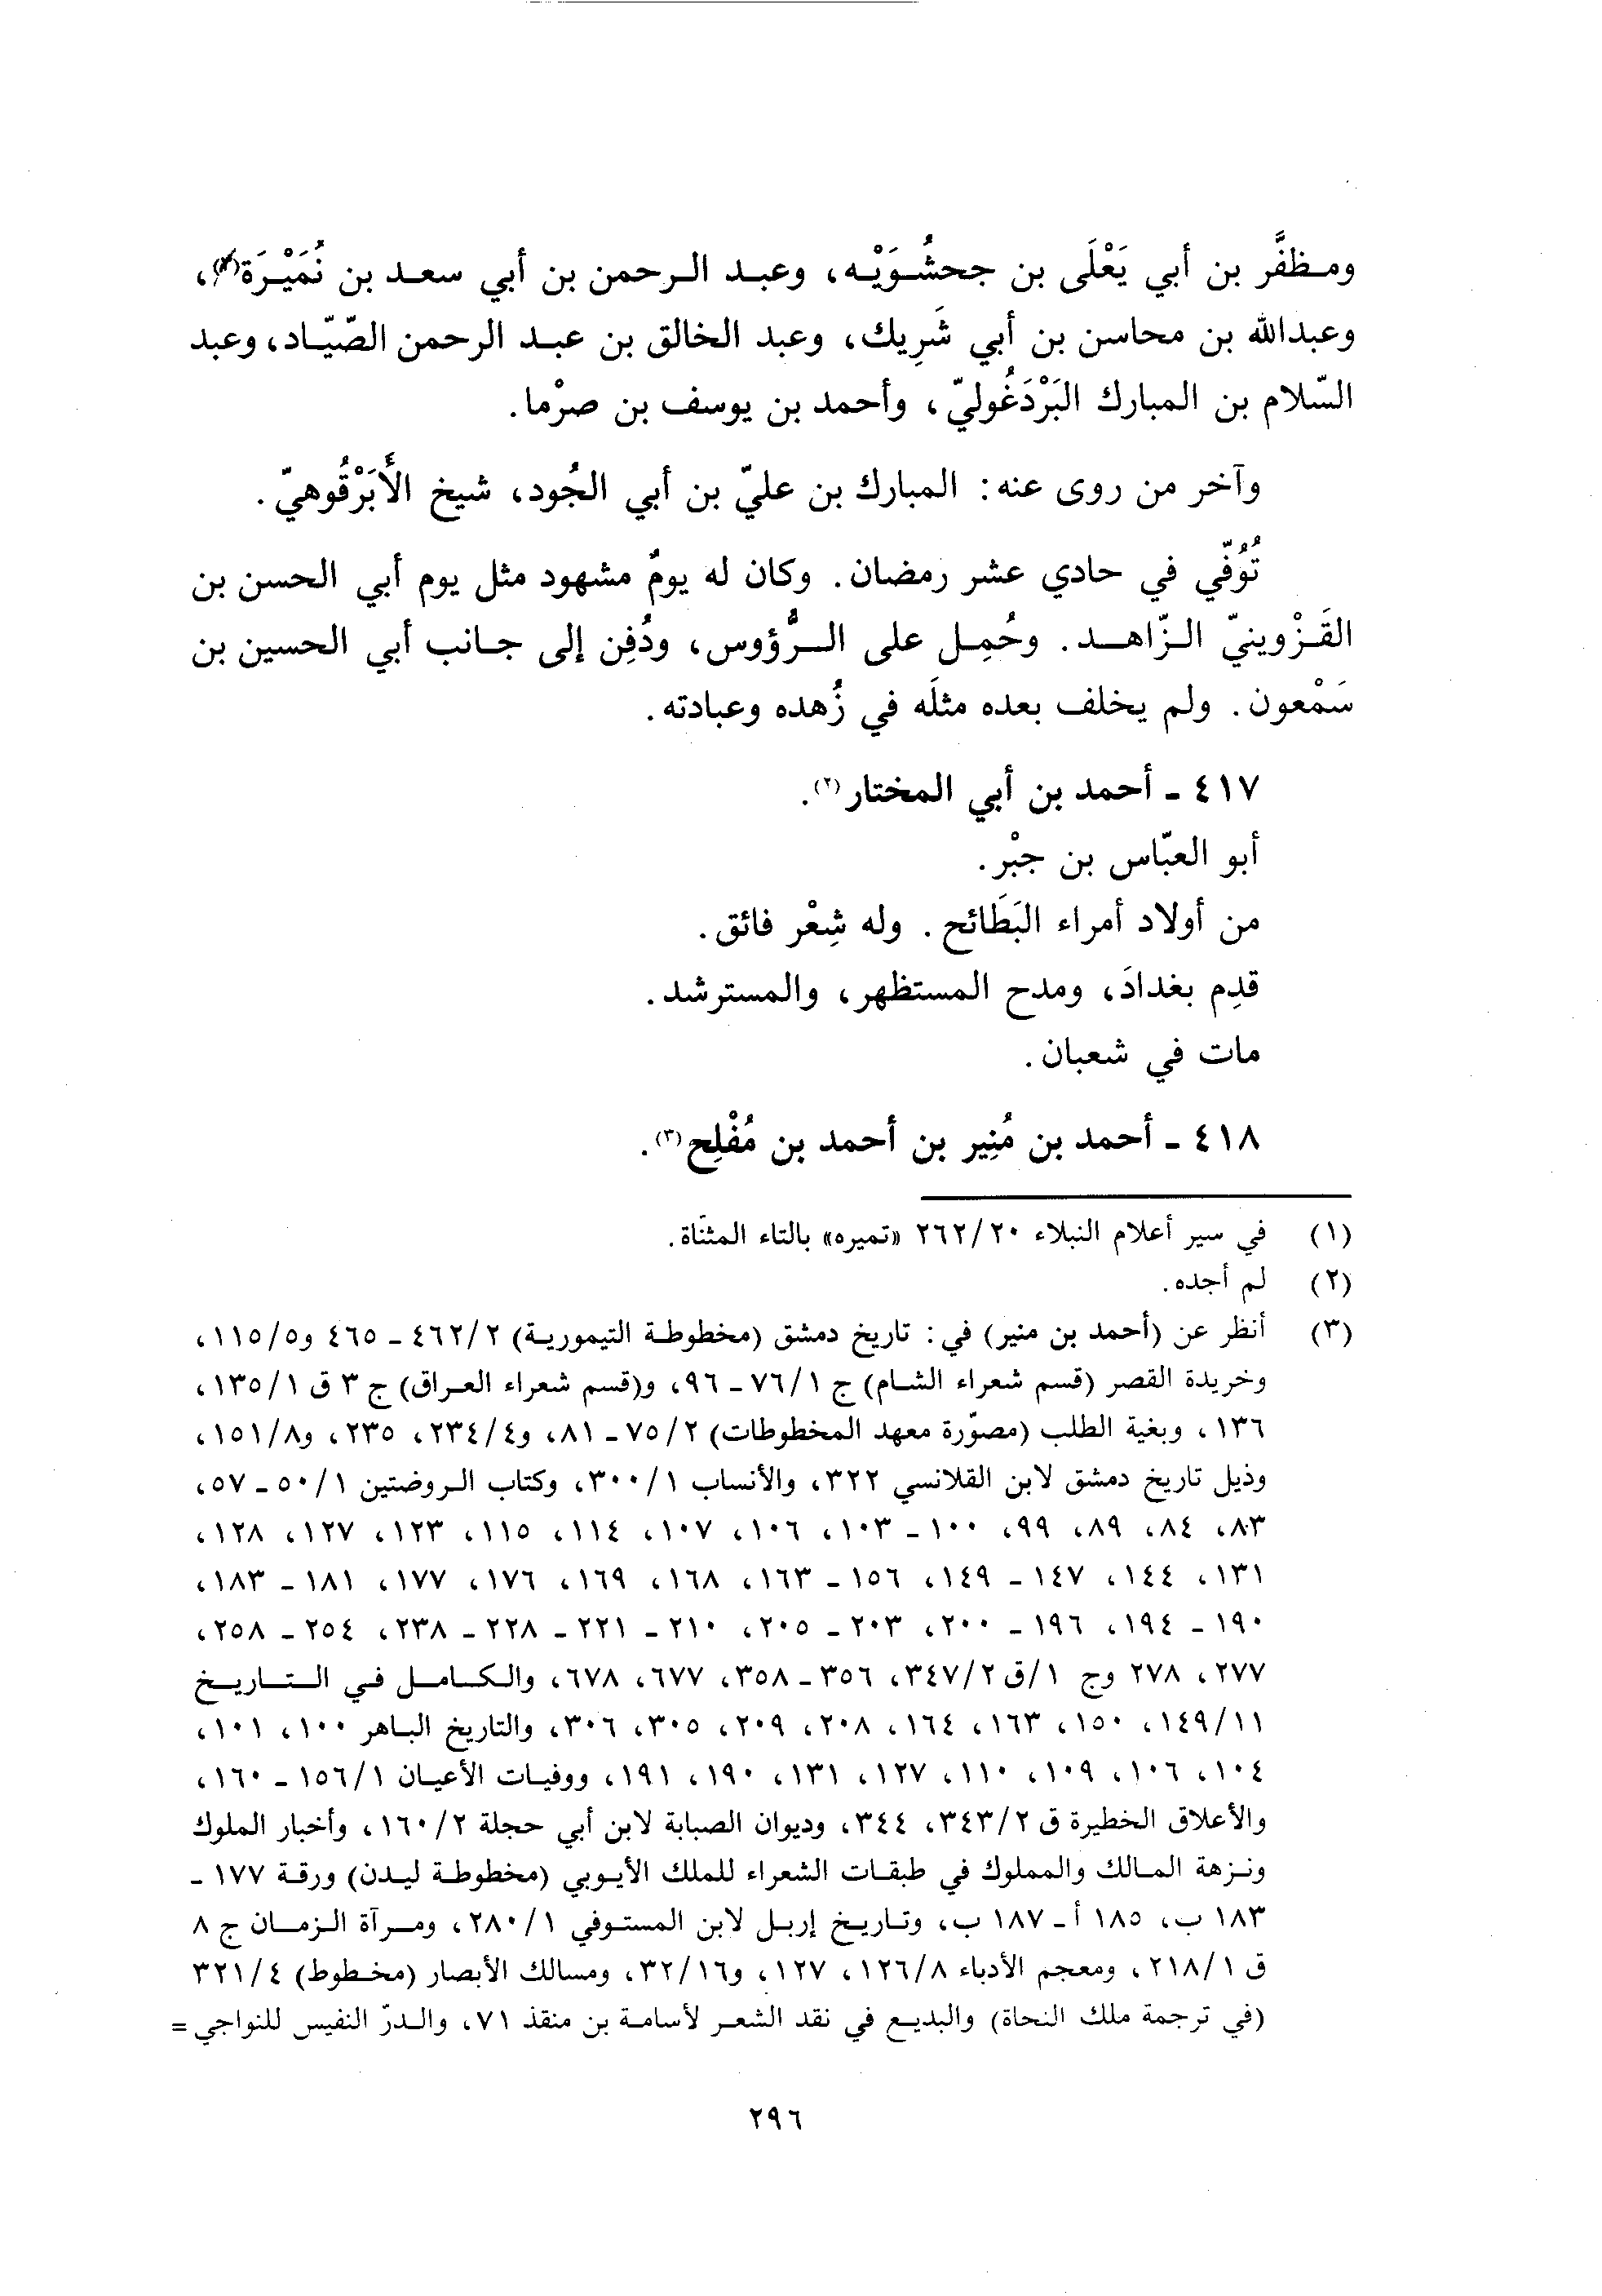 ومظفَّر بن أبي يَعْلَى بن جحشُوَيْه، وعبد الرحمن بن أبي سعد بن نُمَيْرَة(١)،
وعبدالله بن محاسن بن أبي شَرِيك، وعبد الخالق بن عبد الرحمن الصّيّاد، وعبد
السّلام بن المبارك البَرْدَغُوليّ، وأحمد بن يوسف بن صرْما.
وآخر من روى عنه: المبارك بن عليّ بن أبي الجُود، شيخ الأَبَرْقُوهيّ.
تُوُفّي في حادي عشر رمضان. وكان له يومٌ مشهود مثل يوم أبي الحسن بن
القَزْوينيّ الزّاهد. وحُمِل على الرُّؤوس، ودُفِن إلى جانب أبي الحسين بن
سَمْعون. ولم يخلف بعده مثلَه في زُهده وعبادته.
٤١٧ - أحمد بن أبي المختار(٢).
أبو العبّاس بن جبْر.
من أولاد أمراء البَطَائح. وله شِعْر فائق.
قدِم بغدادَ، ومدح المستظهر، والمسترشد.
مات في شعبان.
٤١٨ - أحمد بن مُنِير بن أحمد بن مُفْلِح(٣).
(١) في سير أعلام النبلاء ٢٦٢/٢٠ «تميره» بالتاء المثنّاة.
(٢) لم أجده.
(٣) أنظر عن (أحمد بن منير) في: تاريخ دمشق (مخطوطة التيمورية) ٤٦٢/٢ - ٤٦٥ و١١٥/٥،
وخريدة القصر (قسم شعراء الشام) ج ٧٦/١ - ٩٦، و(قسم شعراء العراق) ج ٣ ق ١٣٥/١،
١٣٦، وبغية الطلب (مصوّرة معهد المخطوطات) ٧٥/٢ - ٨١، و٢٣٤/٤، ٢٣٥، و١٥١/٨،
وذيل تاريخ دمشق لابن القلانسي ٣٢٢، والأنساب ٣٠٠/١، وكتاب الروضتين ٥٠/١ - ٥٧،
٨٣، ٨٤، ٨٩، ٩٩، ١٠٠ - ١٠٣، ١٠٦، ١٠٧، ١١٤، ١١٥، ١٢٣، ١٢٧، ١٢٨،
١٣١، ١٤٤، ١٤٧ - ١٤٩، ١٥٦ - ١٦٣، ١٦٨، ١٦٩، ١٧٦، ١٧٧، ١٨١ - ١٨٣،
١٩٠ - ١٩٤، ١٩٦ - ٢٠٠، ٢٠٣ - ٢٠٥، ٢١٠ - ٢٢١ - ٢٢٨ - ٢٣٨، ٢٥٤ - ٢٥٨،
٢٧٧، ٢٧٨ وج ١/ق ٣٤٧/٢، ٣٥٦ - ٣٥٨، ٦٧٧، ٦٧٨، والكامل في التاريخ
١٤٩/١١، ١٥٠، ١٦٣، ١٦٤، ٢٠٨، ٢٠٩، ٣٠٥، ٣٠٦، والتاريخ الباهر ١٠٠، ١٠١،
١٠٤، ١٠٦، ١٠٩، ١١٠، ١٢٧، ١٣١، ١٩٠، ١٩١، ووفيات الأعيان ١٥٦/١ - ١٦٠،
والأعلاق الخطيرة ق ٣٤٣/٢، ٣٤٤، وديوان الصبابة لابن أبي حجلة ١٦٠/٢، وأخبار الملوك
ونزهة المالك والمملوك في طبقات الشعراء للملك الأيوبي (مخطوطة ليدن) ورقة ١٧٧ -
١٨٣ ب، ١٨٥ أ - ١٨٧ ب، وتاريخ إربل لابن المستوفي ٢٨٠/١، ومرآة الزمان ج ٨
ق ٢١٨/١، ومعجم الأدباء ١٢٦/٨، ١٢٧، و٣٢/١٦، ومسالك الأبصار (مخطوط) ٣٢١/٤
(في ترجمة ملك النحاة) والبديع في نقد الشعر لأسامة بن منقذ ٧١، والدرّ النفيس للنواجي =
٢٩٦